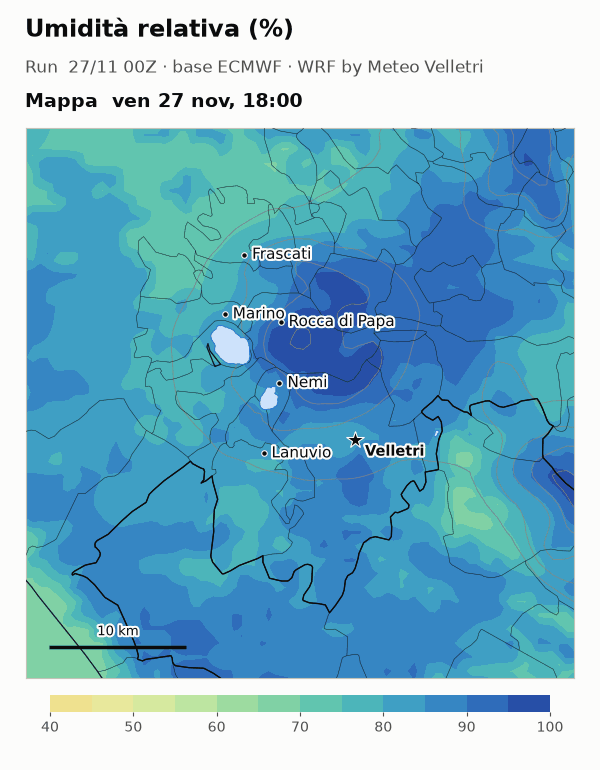 Umidità relativa (%)
Run  27/11 00Z · base ECMWF · WRF by Meteo Velletri
Mappa  ven 27 nov, 18:00
Frascati
Marino
Rocca di Papa
Nemi
Velletri
Lanuvio
10 km
40 50 60 70 80 90 100